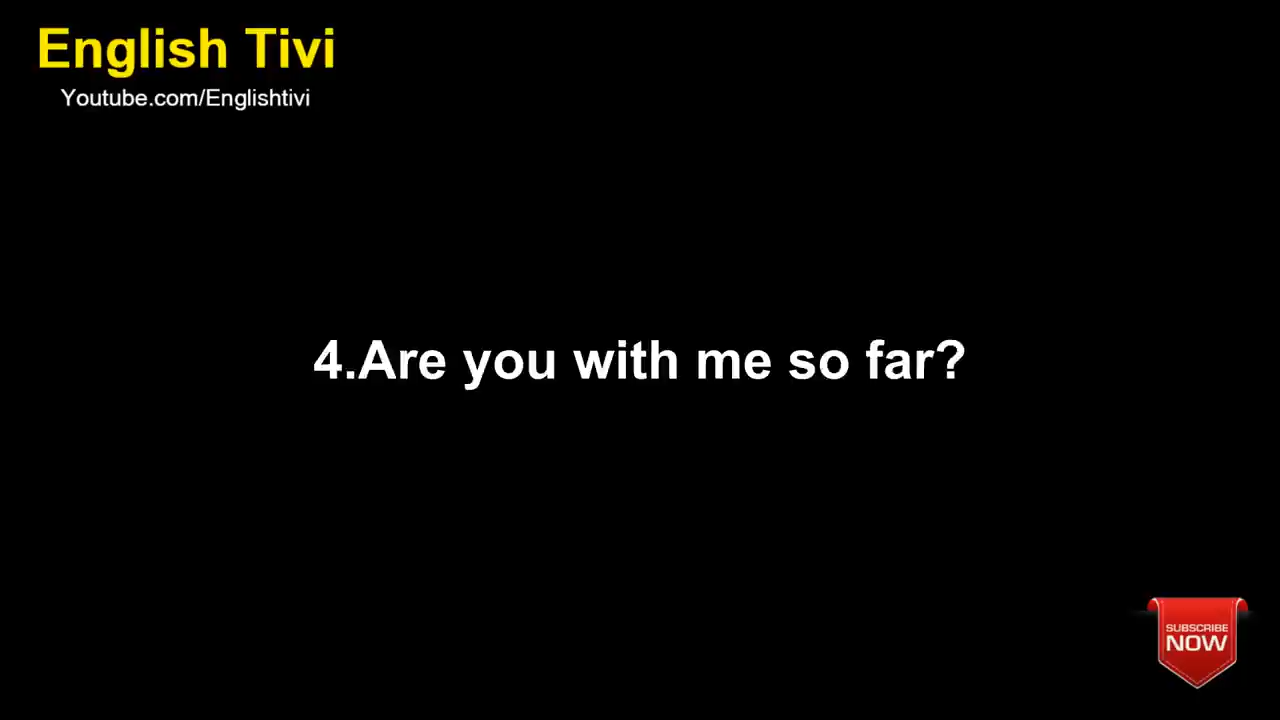 English Tivi
Youtube.com/Englishtivi
4.Are you with me so far?
SUBSCRIBE
NOW